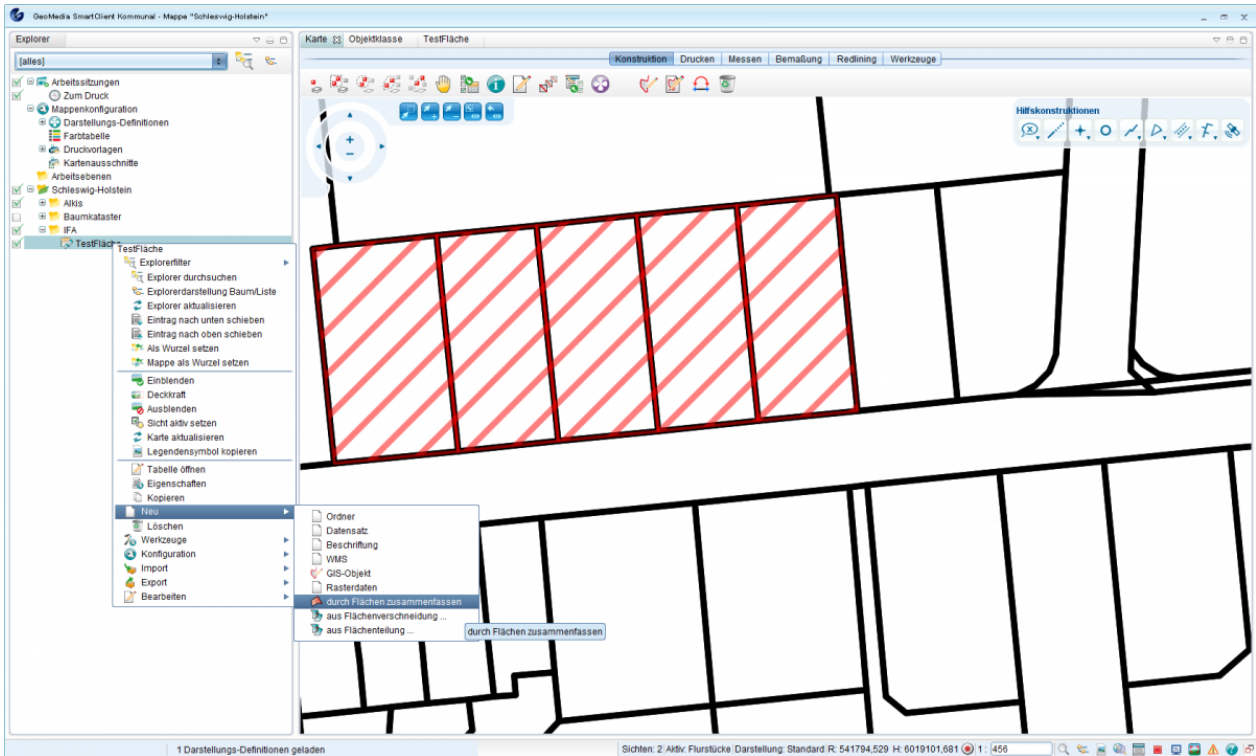 GeoMedia SmartClient Kommunal - Mappe "Schleswig-Holstein"
Explorer
[alles]
Arbeitssitzungen
Zum Druck
Mappenkonfiguration
Darstellungs-Definitionen
Farbtabelle
Druckvorlagen
Kartenausschnitte
Arbeitsebenen
Schleswig-Holstein
Alkis
Baumkataster
IFA
TestFläche
TestFläche
Explorerfilter
Explorer durchsuchen
Explorerdarstellung Baum/Liste
Explorer aktualisieren
Eintrag nach unten schieben
Eintrag nach oben schieben
Als Wurzel setzen
Mappe als Wurzel setzen
Einblenden
Deckkraft
Ausblenden
Sicht aktiv setzen
Karte aktualisieren
Legendensymbol kopieren
Tabelle öffnen
Eigenschaften
Kopieren
Neu
Löschen
Werkzeuge
Konfiguration
Import
Export
Bearbeiten
Ordner
Datensatz
Beschriftung
WMS
GIS-Objekt
Rasterdaten
durch Flächen zusammenfassen
aus Flächenverschneidung ...
aus Flächenteilung ...
durch Flächen zusammenfassen
Karte Objektklasse TestFläche
Konstruktion Drucken Messen Bemaßung Redlining Werkzeuge
Hilfskonstruktionen
1 Darstellungs-Definitionen geladen
Sichten: 2 Aktiv: Flurstücke Darstellung: Standard R: 541794,529 H: 6019101,681 1 : 456